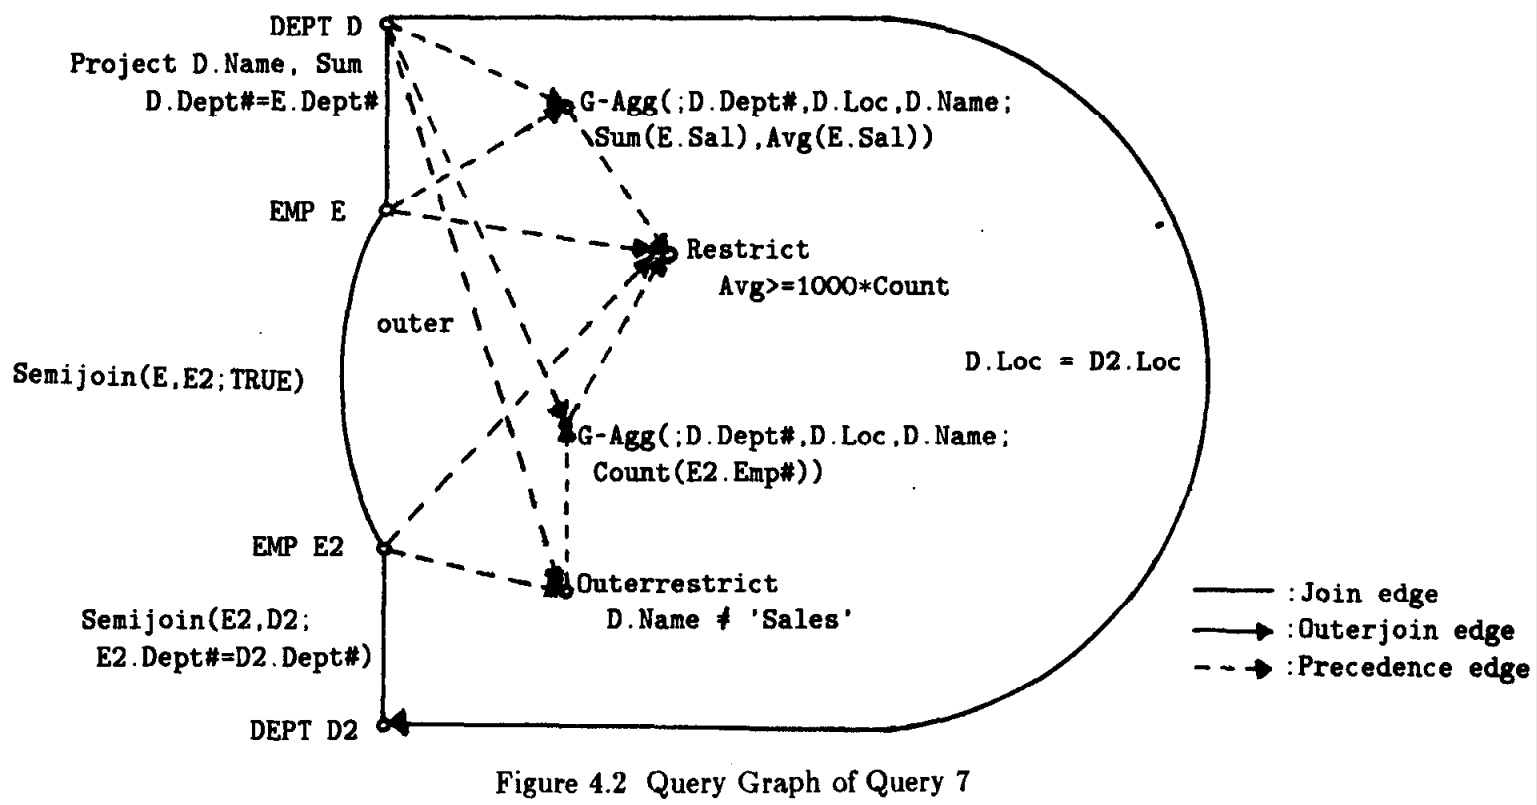 DEPT D
Project D.Name, Sum
D.Dept#=E.Dept#
G-Agg(;D.Dept#,D.Loc,D.Name;
Sum(E.Sal),Avg(E.Sal))
EMP E
Restrict
Avg>=1000*Count
outer
D.Loc = D2.Loc
Semijoin(E,E2;TRUE)
G-Agg(;D.Dept#,D.Loc,D.Name;
Count(E2.Emp#))
EMP E2
Outerrestrict
D.Name ≠ 'Sales'
Semijoin(E2,D2;
E2.Dept#=D2.Dept#)
:Join edge
:Outerjoin edge
:Precedence edge
DEPT D2
Figure 4.2 Query Graph of Query 7